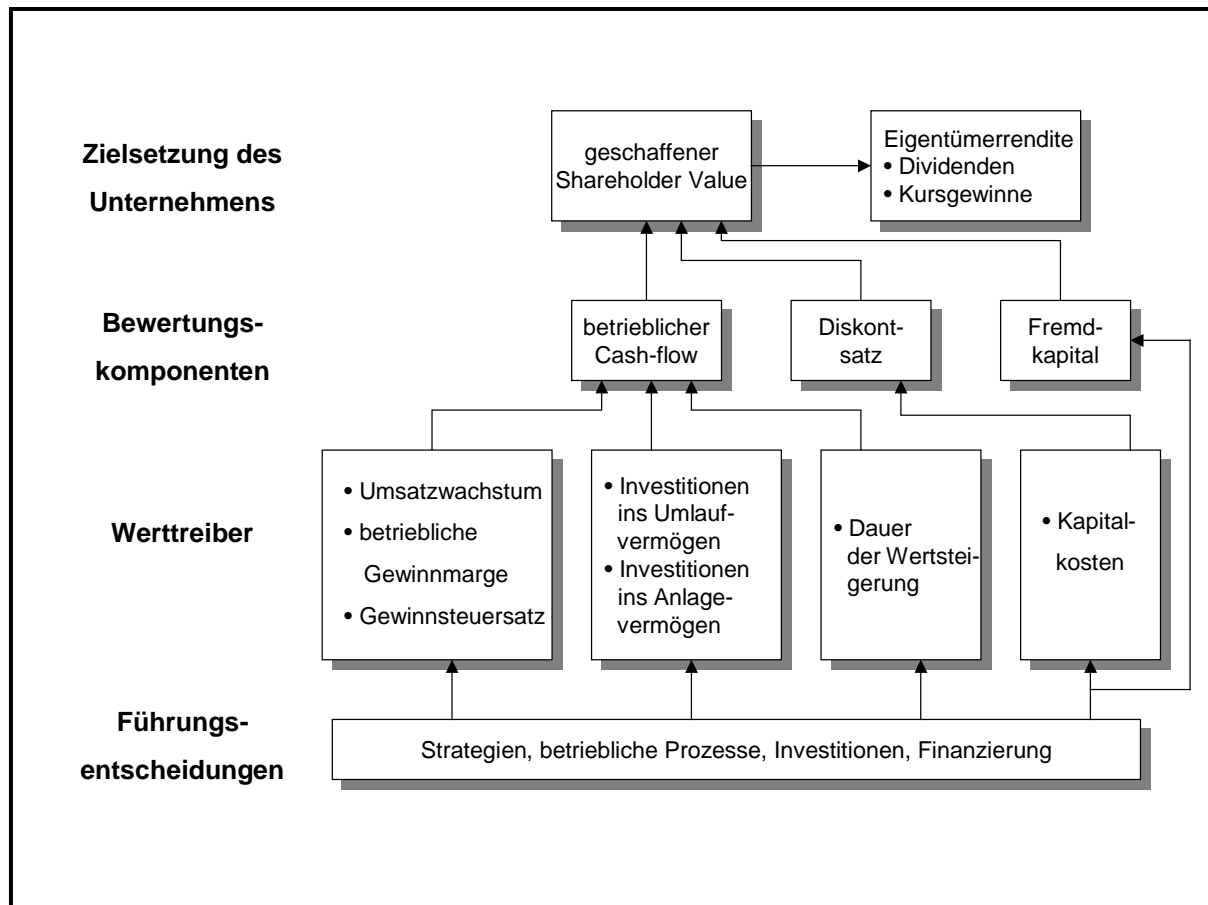 Zielsetzung des
Unternehmens
geschaffener
Shareholder Value
Eigentümerrendite
• Dividenden
• Kursgewinne
Bewertungs-
komponenten
betrieblicher
Cash-flow
Diskont-
satz
Fremd-
kapital
Werttreiber
• Umsatzwachstum
• betriebliche
Gewinnmarge
• Gewinnsteuersatz
• Investitionen
ins Umlauf-
vermögen
• Investitionen
ins Anlage-
vermögen
• Dauer
der Wertstei-
gerung
• Kapital-
kosten
Führungs-
entscheidungen
Strategien, betriebliche Prozesse, Investitionen, Finanzierung